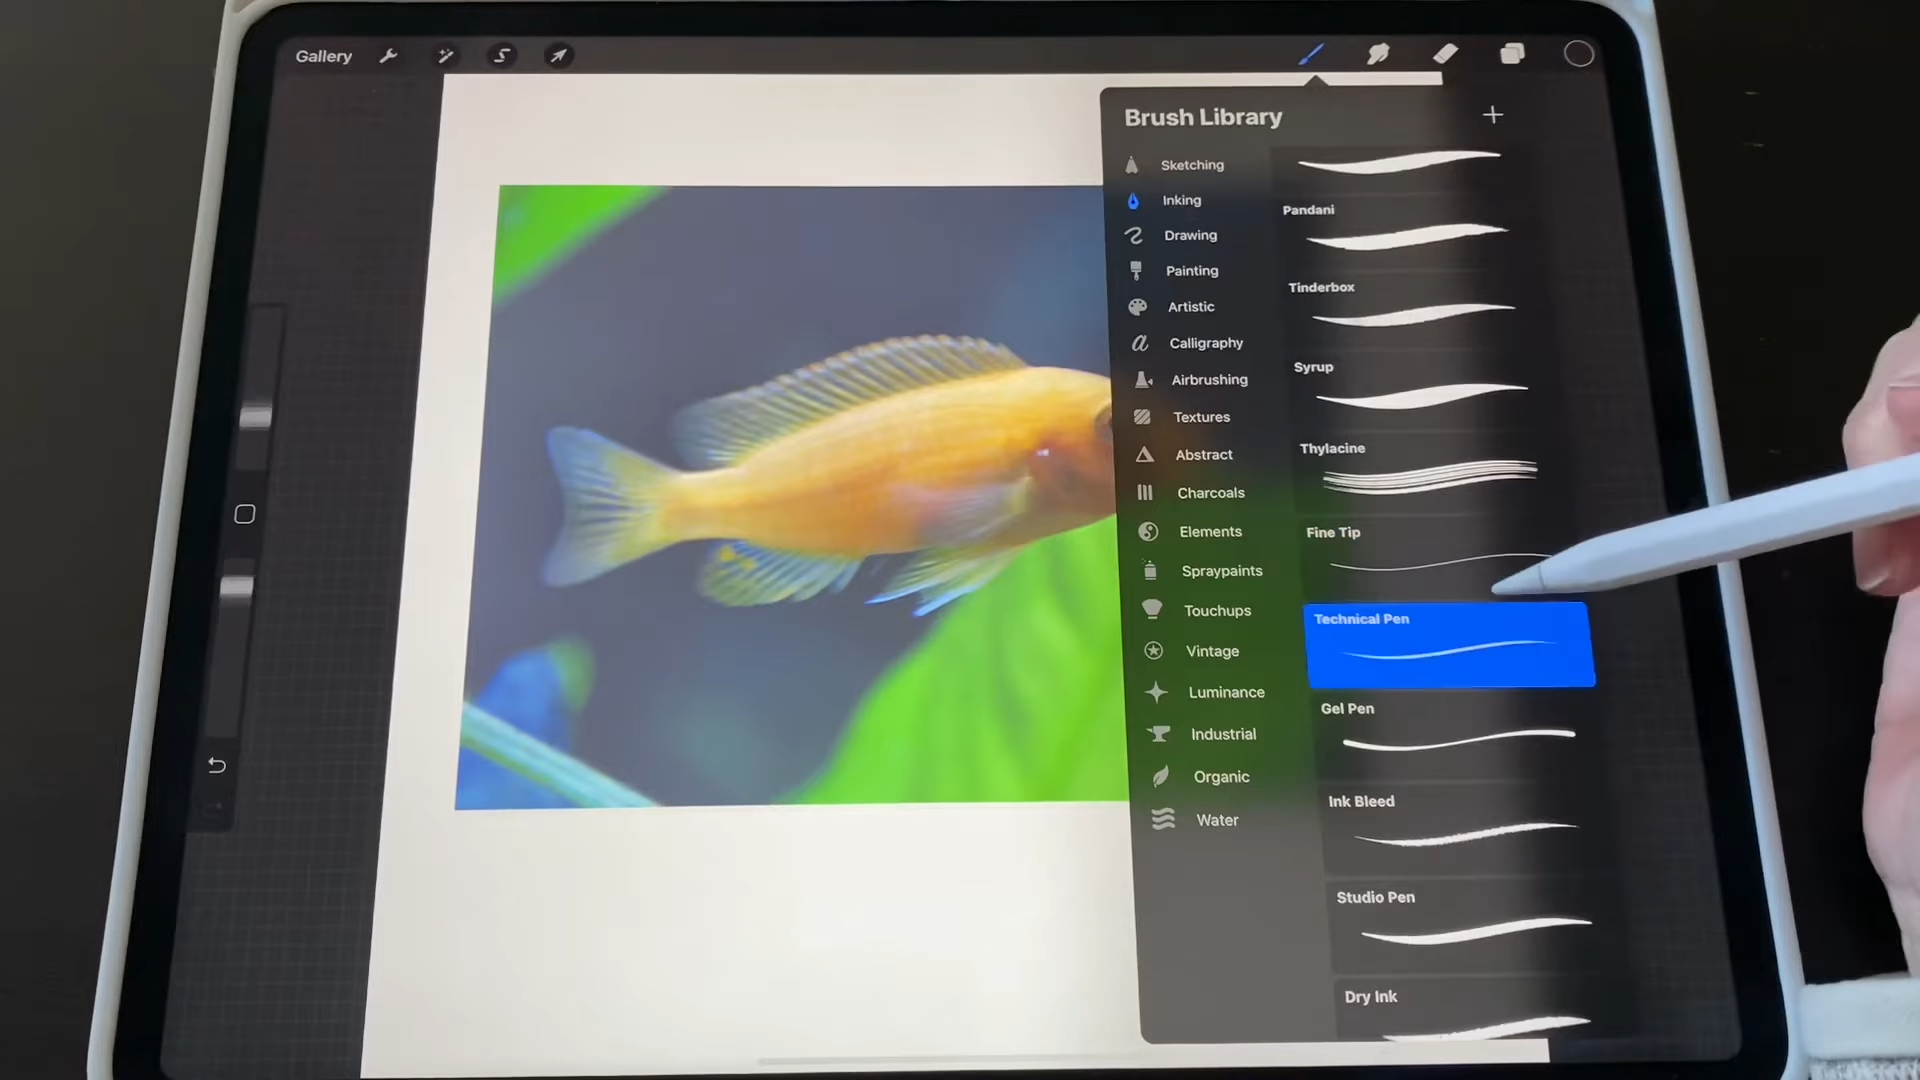 Gallery
Brush Library
Sketching
Inking
Drawing
Painting
Artistic
Calligraphy
Airbrushing
Textures
Abstract
Charcoals
Elements
Spraypaints
Touchups
Vintage
Luminance
Industrial
Organic
Water
Pandani
Tinderbox
Syrup
Thylacine
Fine Tip
Technical Pen
Gel Pen
Ink Bleed
Studio Pen
Dry Ink